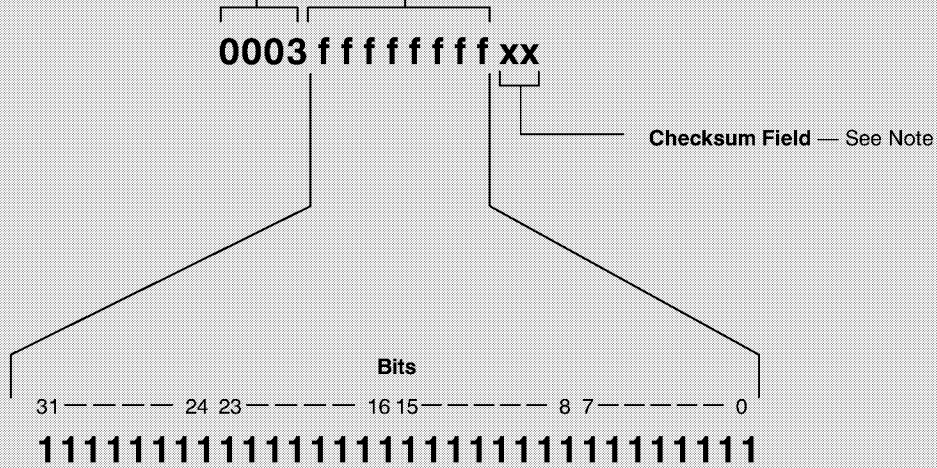 0003 f f f f f f f f xx
Checksum Field — See Note
Bits
31 — — — — — 24 23 — — — — — 16 15 — — — — — 8 7 — — — — — 0
11111111111111111111111111111111